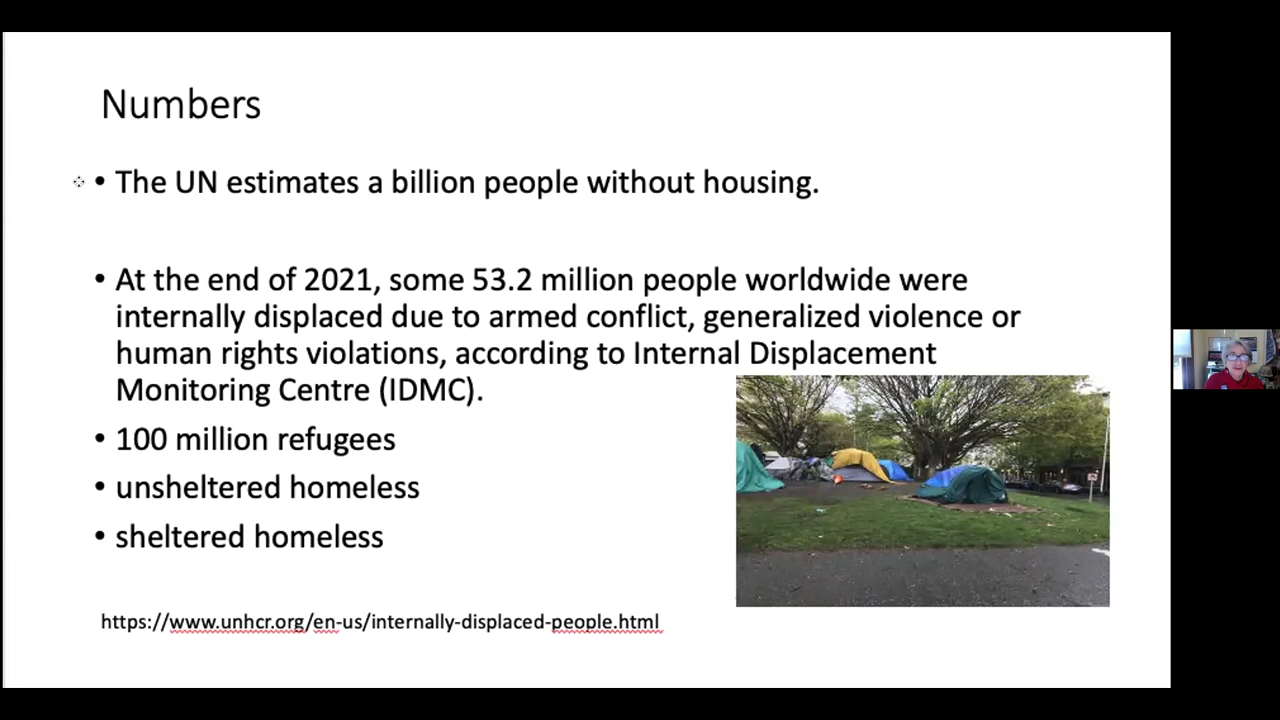 Numbers
• The UN estimates a billion people without housing.
• At the end of 2021, some 53.2 million people worldwide were
internally displaced due to armed conflict, generalized violence or
human rights violations, according to Internal Displacement
Monitoring Centre (IDMC).
• 100 million refugees
• unsheltered homeless
• sheltered homeless
https://www.unhcr.org/en-us/internally-displaced-people.html